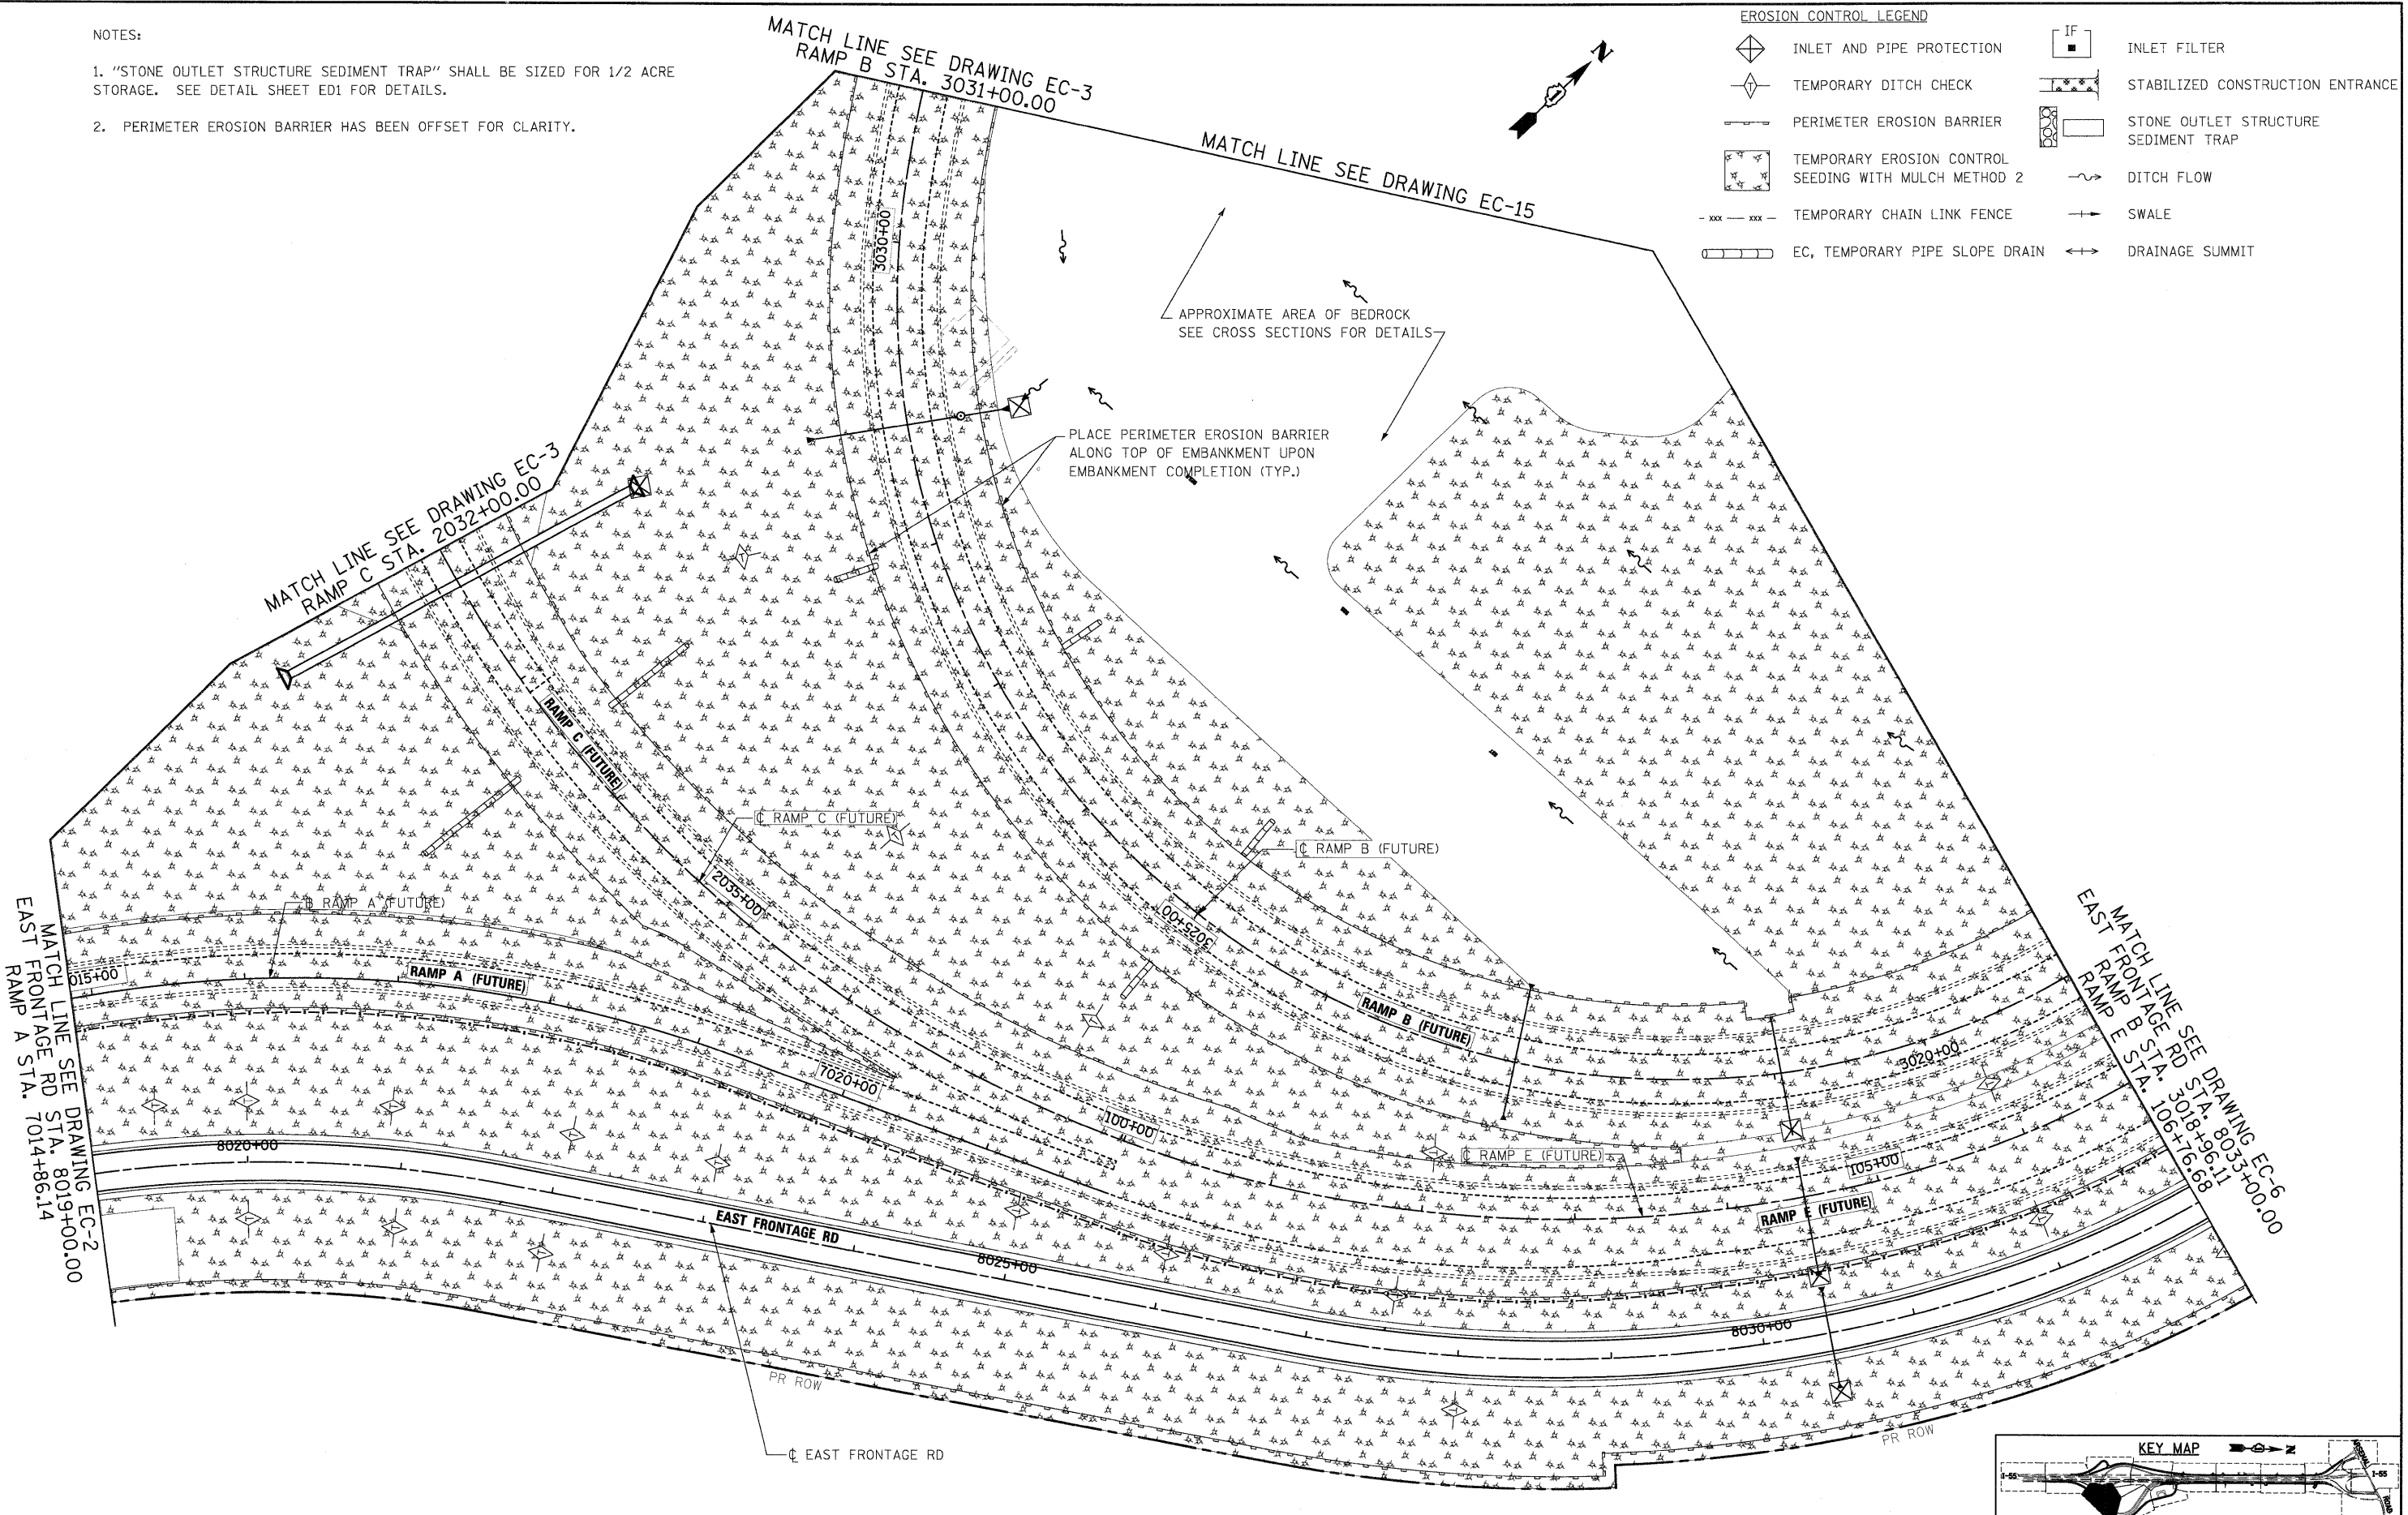 NOTES:
1. "STONE OUTLET STRUCTURE SEDIMENT TRAP" SHALL BE SIZED FOR 1/2 ACRE
STORAGE. SEE DETAIL SHEET ED1 FOR DETAILS.
2. PERIMETER EROSION BARRIER HAS BEEN OFFSET FOR CLARITY.
MATCH LINE SEE DRAWING EC-3
RAMP B STA. 3031+00.00
MATCH LINE SEE DRAWING EC-15
N
EROSION CONTROL LEGEND
INLET AND PIPE PROTECTION
T
TEMPORARY DITCH CHECK
PERIMETER EROSION BARRIER
TEMPORARY EROSION CONTROL
SEEDING WITH MULCH METHOD 2
- xxx — xxx —
TEMPORARY CHAIN LINK FENCE
EC, TEMPORARY PIPE SLOPE DRAIN
IF
INLET FILTER
STABILIZED CONSTRUCTION ENTRANCE
STONE OUTLET STRUCTURE
SEDIMENT TRAP
DITCH FLOW
SWALE
DRAINAGE SUMMIT
3030+00
APPROXIMATE AREA OF BEDROCK
SEE CROSS SECTIONS FOR DETAILS
PLACE PERIMETER EROSION BARRIER
ALONG TOP OF EMBANKMENT UPON
EMBANKMENT COMPLETION (TYP.)
MATCH LINE SEE DRAWING EC-3
RAMP C STA. 2032+00.00
RAMP C (FUTURE)
℄ RAMP C (FUTURE)
2035+00
℄ RAMP B (FUTURE)
3025+00
℄ RAMP A (FUTURE)
015+00
RAMP A (FUTURE)
RAMP B (FUTURE)
3020+00
7020+00
100+00
℄ RAMP E (FUTURE)
105+00
RAMP E (FUTURE)
8020+00
EAST FRONTAGE RD
8025+00
8030+00
MATCH LINE SEE DRAWING EC-2
EAST FRONTAGE RD STA. 8019+00.00
RAMP A STA. 7014+86.14
MATCH LINE SEE DRAWING EC-6
EAST FRONTAGE RD STA. 8033+00.00
RAMP B STA. 3018+96.11
RAMP E STA. 106+76.68
PR ROW
PR ROW
℄ EAST FRONTAGE RD
KEY MAP
N
I-55
I-55
ARSENAL
ROAD